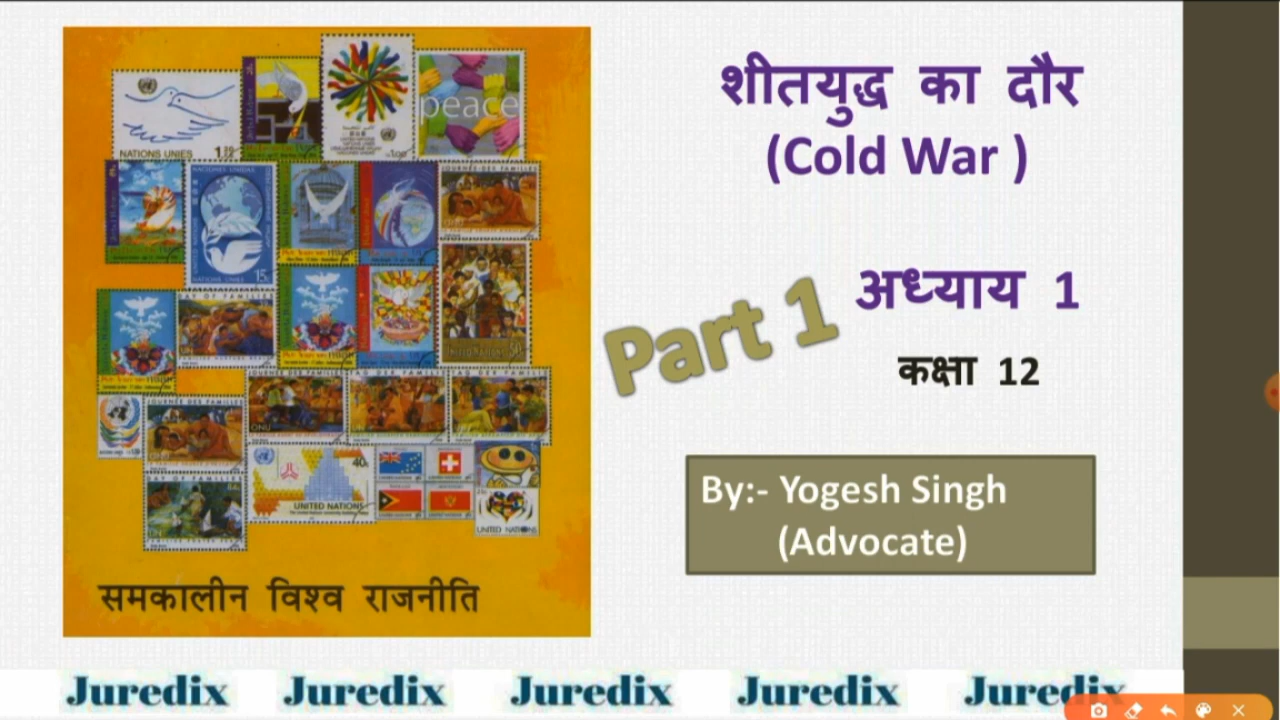 शीतयुद्ध का दौर
(Cold War )
अध्याय 1
Part 1
कक्षा 12
By:- Yogesh Singh
(Advocate)
peace
NATIONS UNIES
UNITED NATIONS
समकालीन विश्व राजनीति
Juredix Juredix Juredix Juredix Juredix